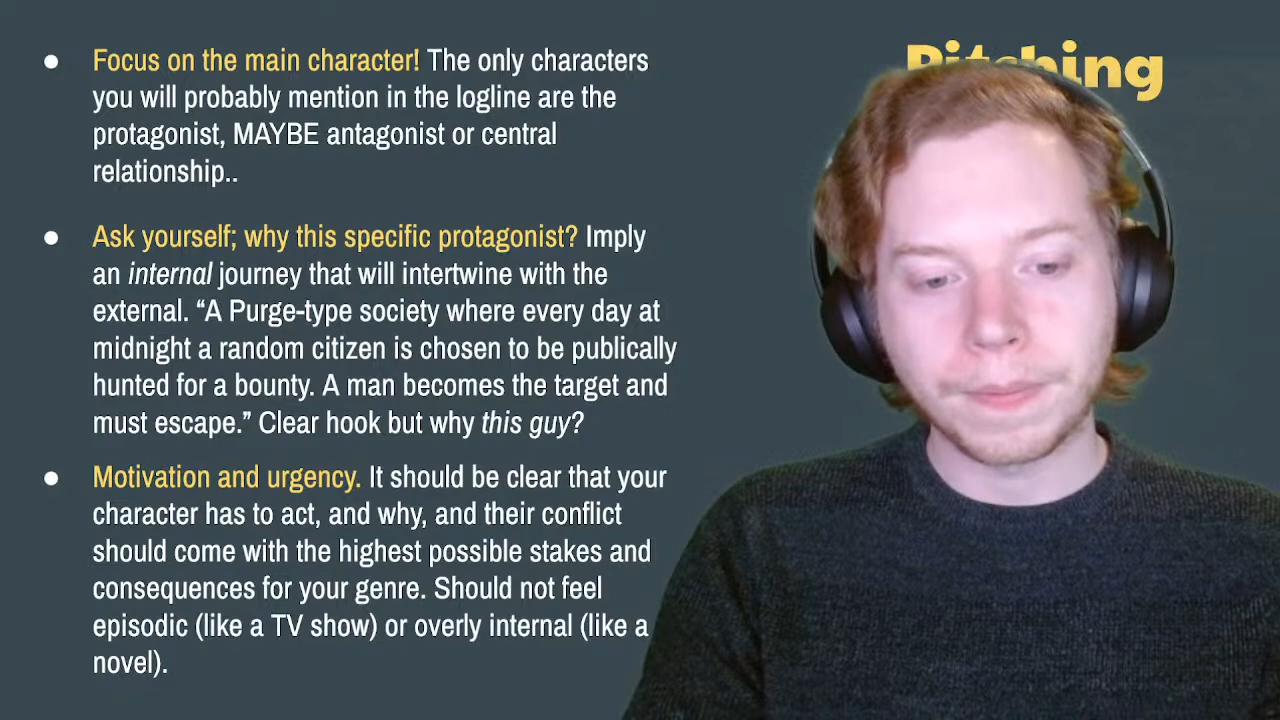 Pitching
● Focus on the main character! The only characters
you will probably mention in the logline are the
protagonist, MAYBE antagonist or central
relationship..
● Ask yourself; why this specific protagonist? Imply
an internal journey that will intertwine with the
external. “A Purge-type society where every day at
midnight a random citizen is chosen to be publically
hunted for a bounty. A man becomes the target and
must escape.” Clear hook but why this guy?
● Motivation and urgency. It should be clear that your
character has to act, and why, and their conflict
should come with the highest possible stakes and
consequences for your genre. Should not feel
episodic (like a TV show) or overly internal (like a
novel).